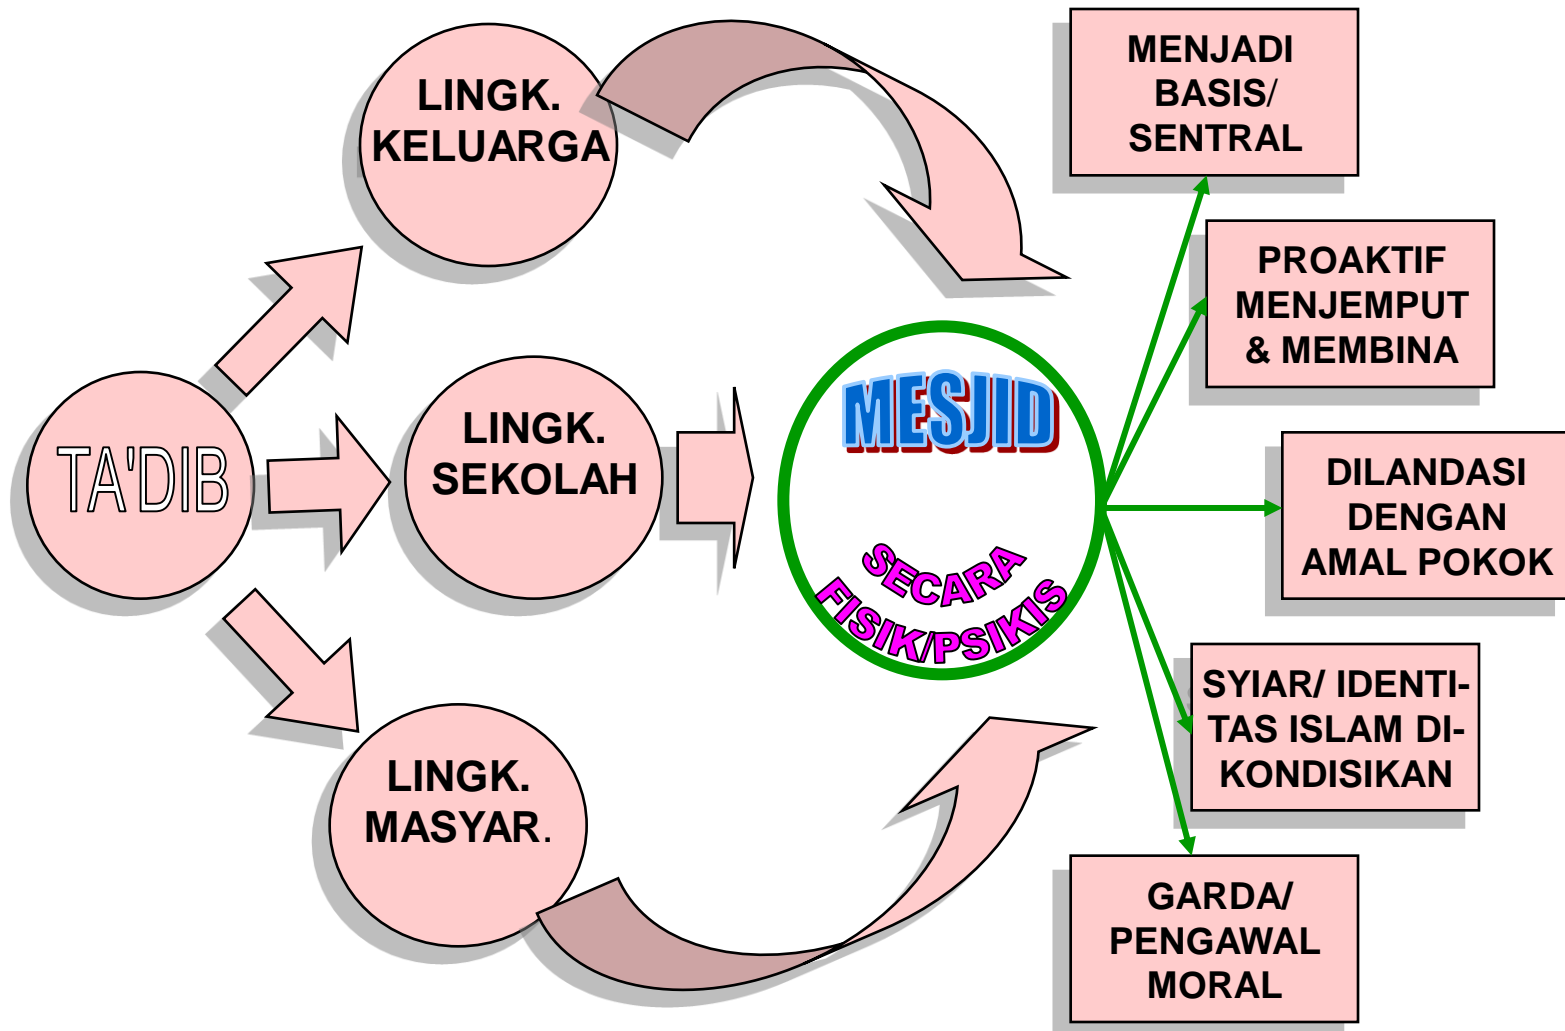 TA'DIB
LINGK.
KELUARGA
LINGK.
SEKOLAH
LINGK.
MASYAR.
MESJID
SECARA
FISIK/PSIKIS
MENJADI
BASIS/
SENTRAL
PROAKTIF
MENJEMPUT
& MEMBINA
DILANDASI
DENGAN
AMAL POKOK
SYIAR/ IDENTI-
TAS ISLAM DI-
KONDISIKAN
GARDA/
PENGAWAL
MORAL